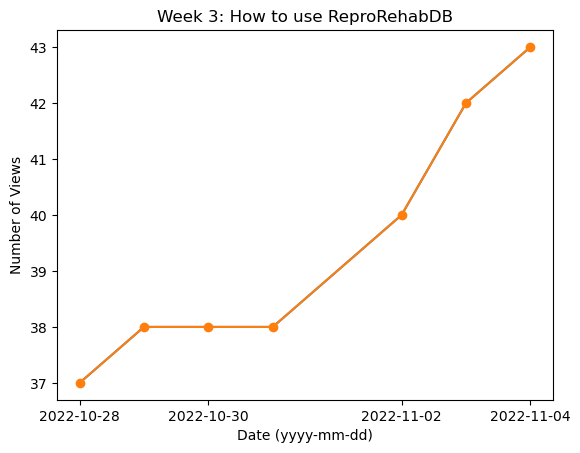 Week 3: How to use ReproRehabDB
Number of Views
43
42
41
40
39
38
37
2022-10-28 2022-10-30 2022-11-02 2022-11-04
Date (yyyy-mm-dd)